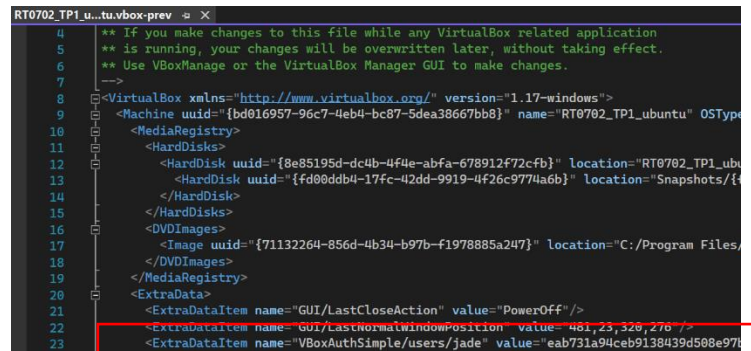 RT0702_TP1_u...tu.vbox-prev
4 ** If you make changes to this file while any VirtualBox related application
5 ** is running, your changes will be overwritten later, without taking effect.
6 ** Use VBoxManage or the VirtualBox Manager GUI to make changes.
7 -->
8 <VirtualBox xmlns="http://www.virtualbox.org/" version="1.17-windows">
9 <Machine uuid="{bd016957-96c7-4eb4-bc87-5dea38667bb8}" name="RT0702_TP1_ubuntu" OSType
10 <MediaRegistry>
11 <HardDisks>
12 <HardDisk uuid="{8e85195d-dc4b-4f4e-abfa-678912f72cfb}" location="RT0702_TP1_ubu
13 <HardDisk uuid="{fd00ddb4-17fc-42dd-9919-4f26c9774a6b}" location="Snapshots/{f
14 </HardDisk>
15 </HardDisks>
16 <DVDImages>
17 <Image uuid="{71132264-856d-4b34-b97b-f1978885a247}" location="C:/Program Files/
18 </DVDImages>
19 </MediaRegistry>
20 <ExtraData>
21 <ExtraDataItem name="GUI/LastCloseAction" value="PowerOff"/>
22 <ExtraDataItem name="GUI/LastNormalWindowPosition" value="481,23,320,276"/>
23 <ExtraDataItem name="VBoxAuthSimple/users/jade" value="eab731a94ceb9138439d508e97b